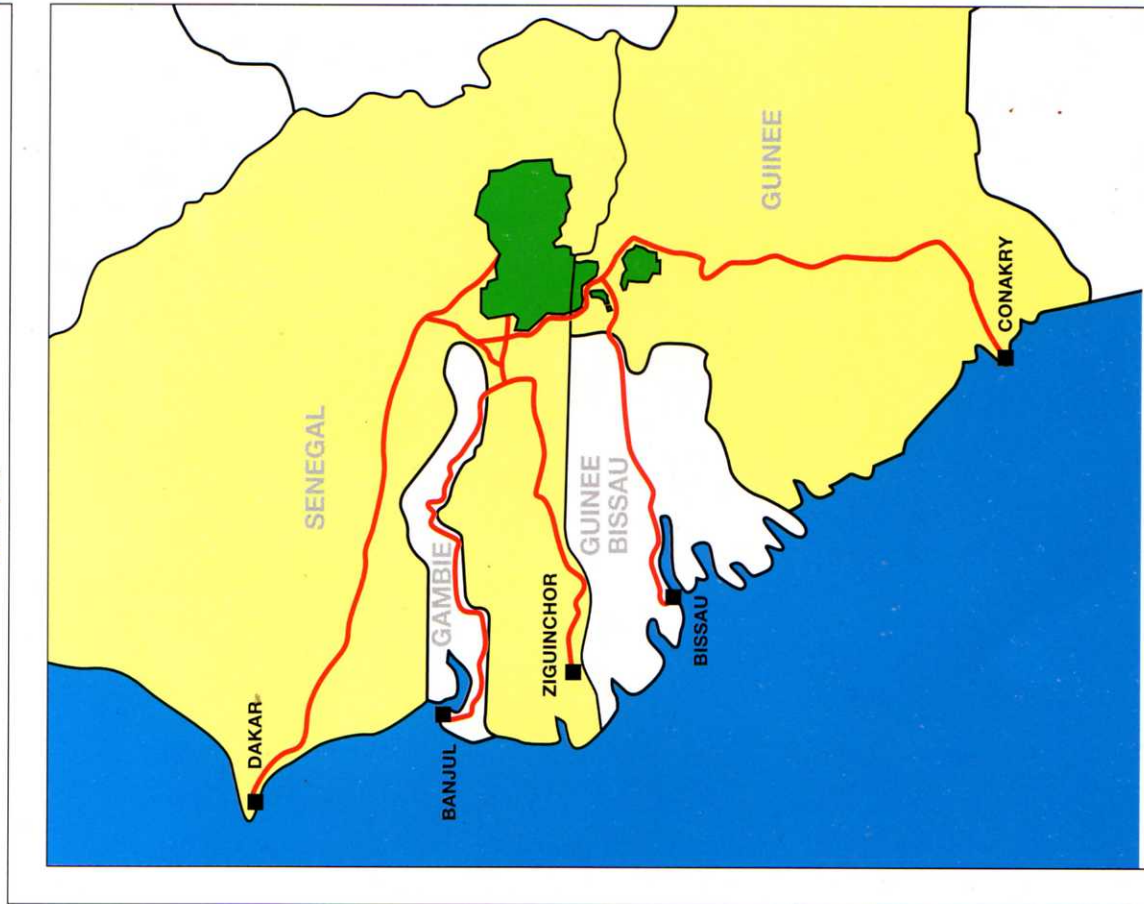 SENEGAL
DAKAR
GAMBIE
BANJUL
ZIGUINCHOR
GUINEE
BISSAU
BISSAU
GUINEE
CONAKRY